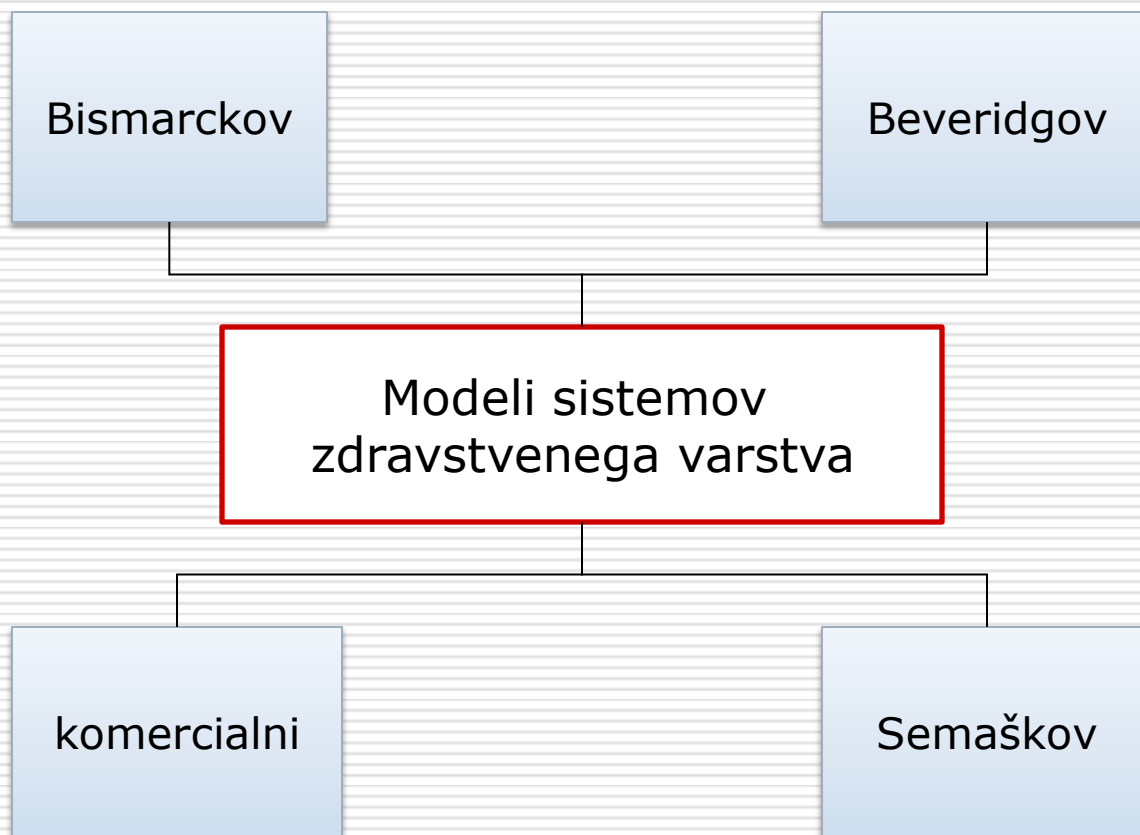 Bismarckov
Beveridgov
Modeli sistemov
zdravstvenega varstva
komercialni
Semaškov